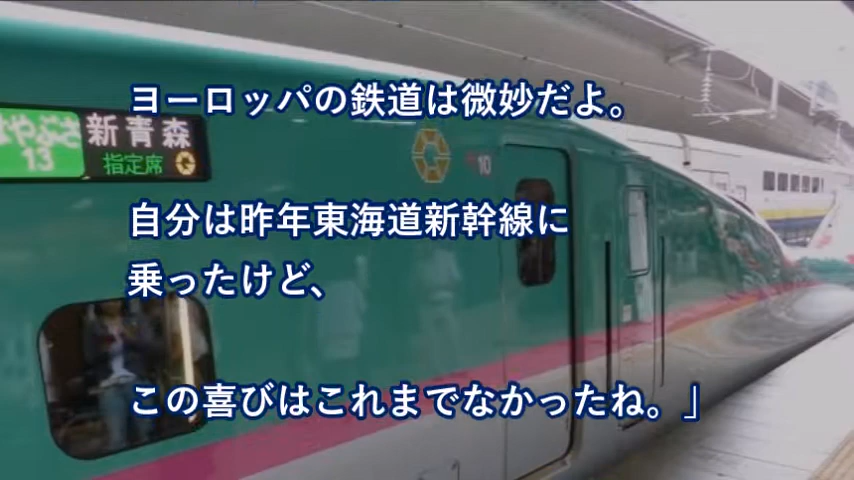 ヨーロッパの鉄道は微妙だよ。
はやぶさ 新青森
13 指定席
10
自分は昨年東海道新幹線に
乗ったけど、
この喜びはこれまでなかったね。」